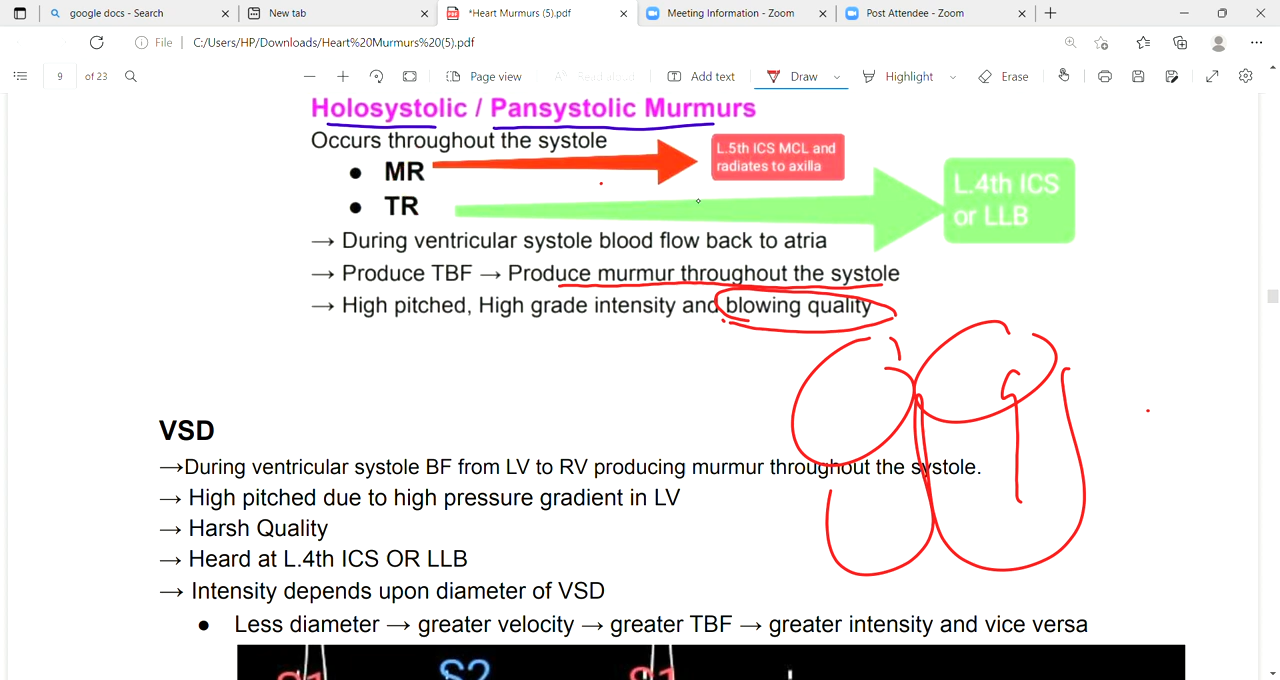 google docs - Search
New tab
*Heart Murmurs (5).pdf
Meeting Information - Zoom
Post Attendee - Zoom
File
C:/Users/HP/Downloads/Heart%20Murmurs%20(5).pdf
9 of 23
Page view
Read aloud
Add text
Draw
Highlight
Erase
Holosystolic / Pansystolic Murmurs
Occurs throughout the systole
● MR
L.5th ICS MCL and
radiates to axilla
● TR
L.4th ICS
or LLB
→ During ventricular systole blood flow back to atria
→ Produce TBF → Produce murmur throughout the systole
→ High pitched, High grade intensity and blowing quality
VSD
→During ventricular systole BF from LV to RV producing murmur throughout the systole.
→ High pitched due to high pressure gradient in LV
→ Harsh Quality
→ Heard at L.4th ICS OR LLB
→ Intensity depends upon diameter of VSD
● Less diameter → greater velocity → greater TBF → greater intensity and vice versa
S1 S2 S1